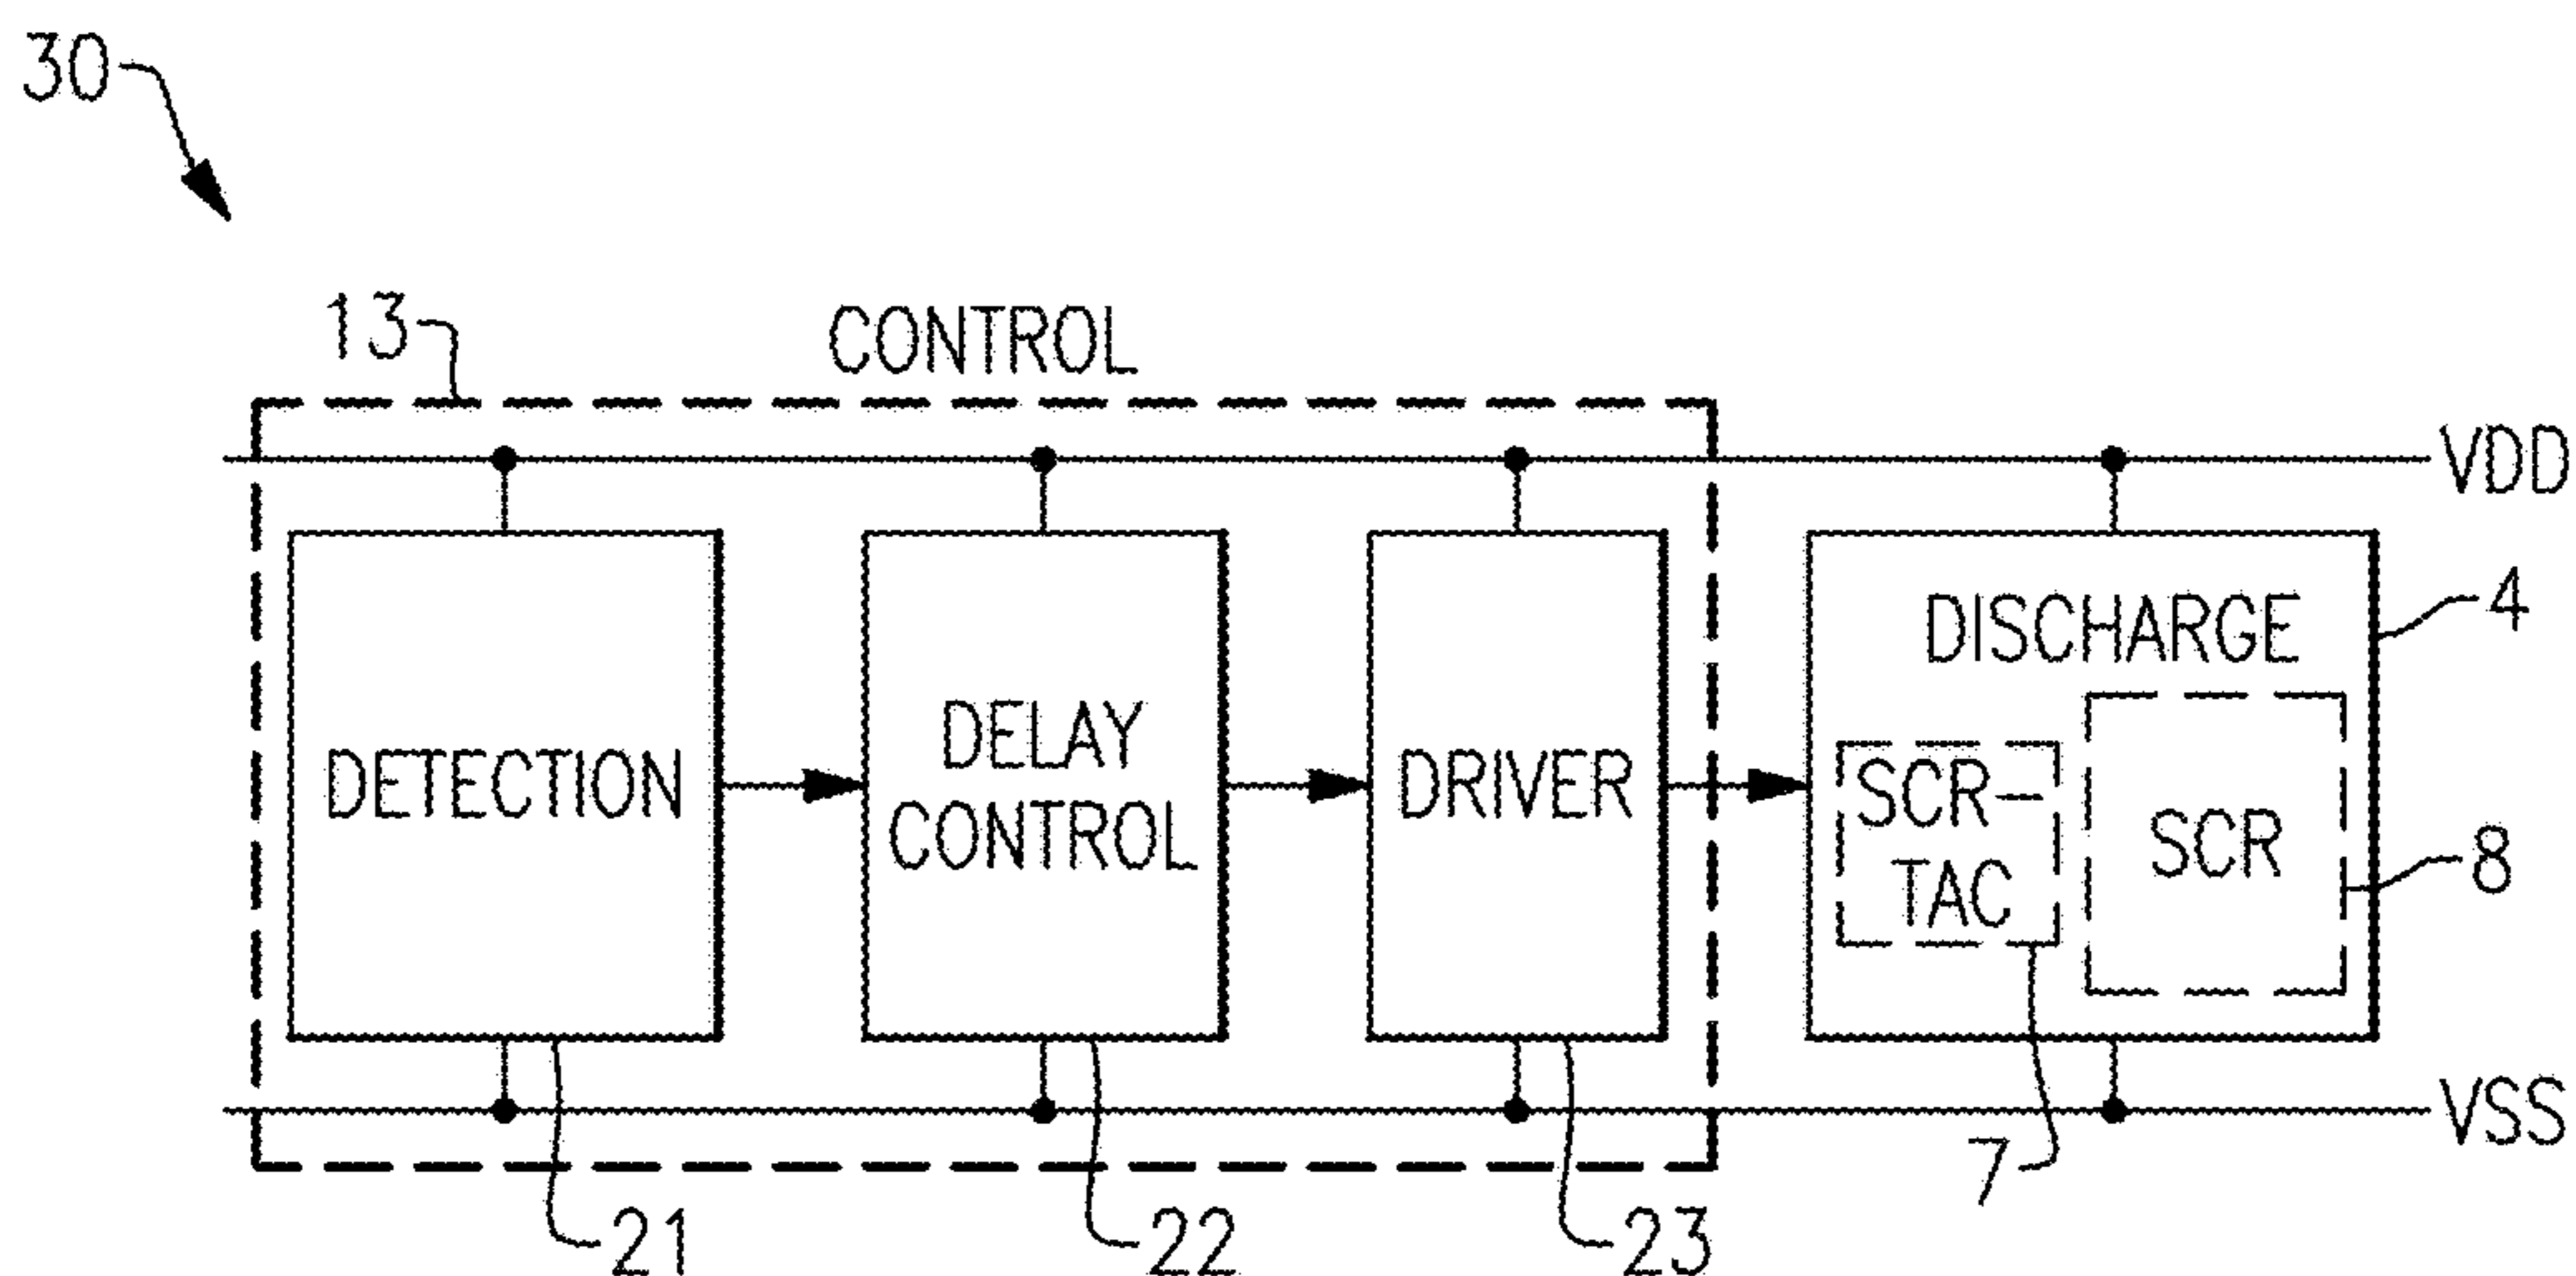 30
13
CONTROL
VDD
DETECTION
DELAY
CONTROL
DRIVER
DISCHARGE
4
SCR-
TAC
SCR
8
VSS
7
21
22
23